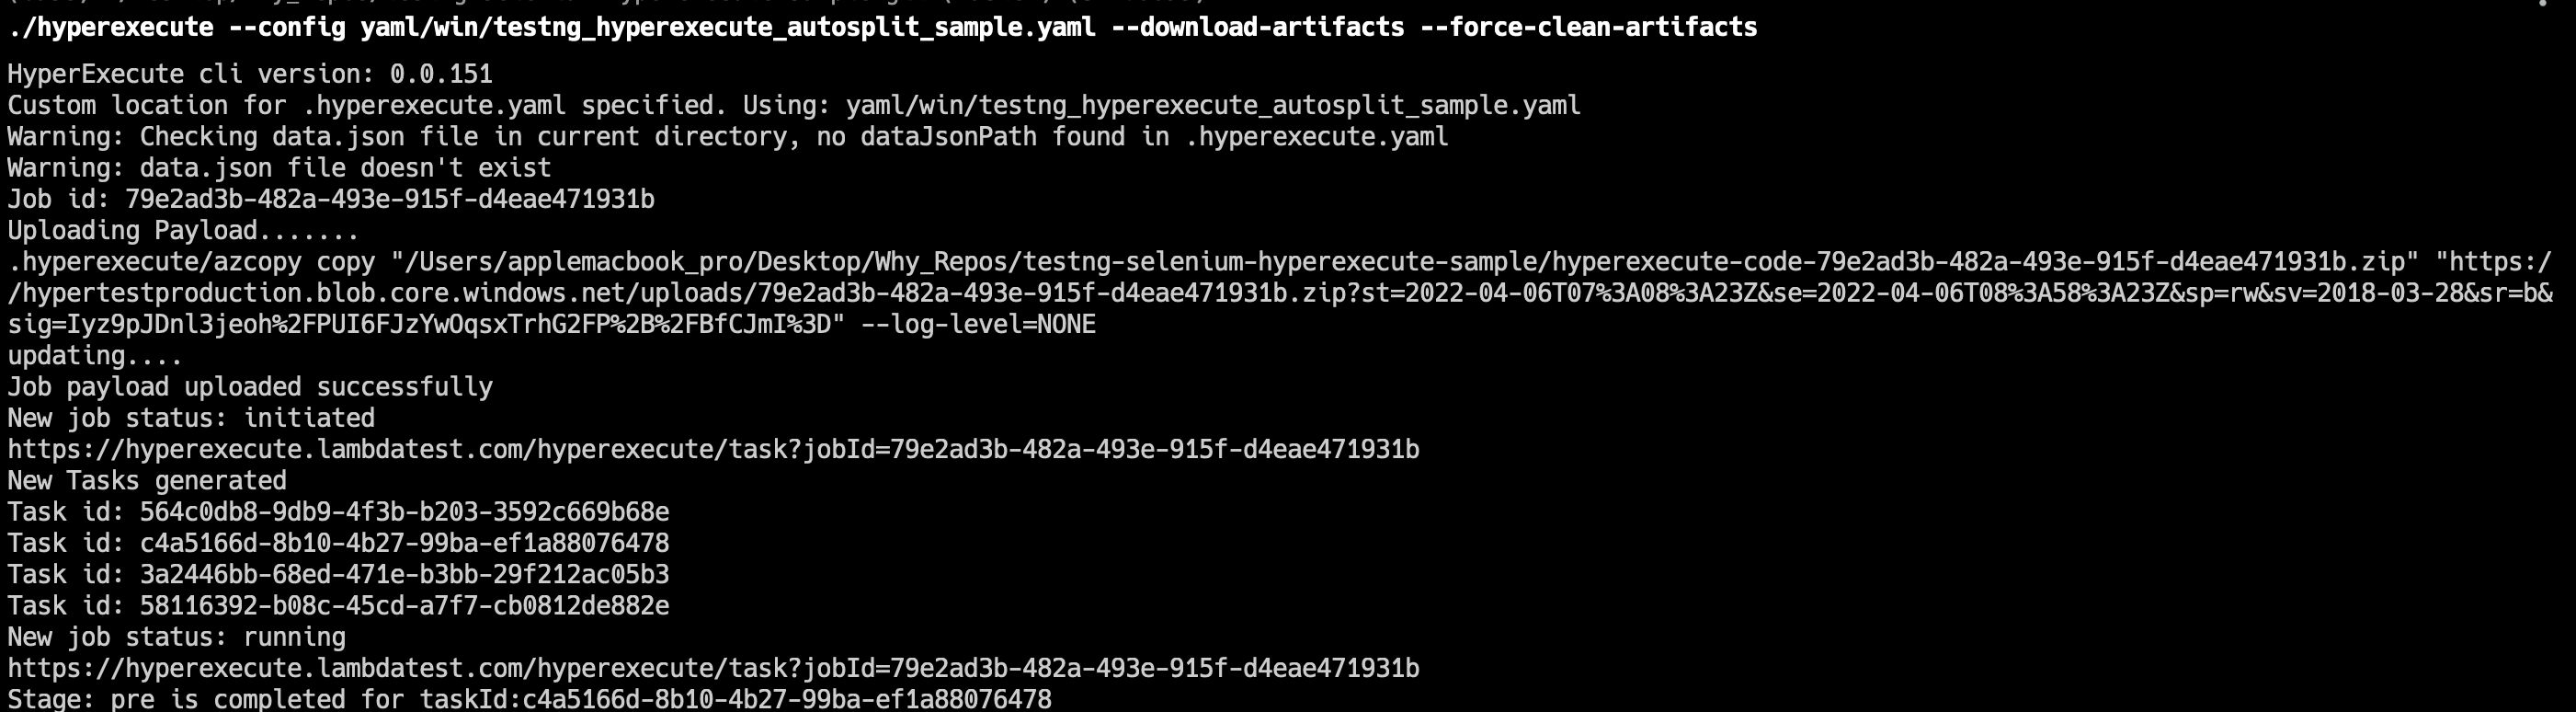 ./hyperexecute --config yaml/win/testng_hyperexecute_autosplit_sample.yaml --download-artifacts --force-clean-artifacts
HyperExecute cli version: 0.0.151
Custom location for .hyperexecute.yaml specified. Using: yaml/win/testng_hyperexecute_autosplit_sample.yaml
Warning: Checking data.json file in current directory, no dataJsonPath found in .hyperexecute.yaml
Warning: data.json file doesn't exist
Job id: 79e2ad3b-482a-493e-915f-d4eae471931b
Uploading Payload.......
.hyperexecute/azcopy copy "/Users/applemacbook_pro/Desktop/Why_Repos/testng-selenium-hyperexecute-sample/hyperexecute-code-79e2ad3b-482a-493e-915f-d4eae471931b.zip" "https:/
/hypertestproduction.blob.core.windows.net/uploads/79e2ad3b-482a-493e-915f-d4eae471931b.zip?st=2022-04-06T07%3A08%3A23Z&se=2022-04-06T08%3A58%3A23Z&sp=rw&sv=2018-03-28&sr=b&
sig=Iyz9pJDnl3jeoh%2FPUI6FJzYwOqsxTrhG2FP%2B%2FBfCJmI%3D" --log-level=NONE
updating....
Job payload uploaded successfully
New job status: initiated
https://hyperexecute.lambdatest.com/hyperexecute/task?jobId=79e2ad3b-482a-493e-915f-d4eae471931b
New Tasks generated
Task id: 564c0db8-9db9-4f3b-b203-3592c669b68e
Task id: c4a5166d-8b10-4b27-99ba-ef1a88076478
Task id: 3a2446bb-68ed-471e-b3bb-29f212ac05b3
Task id: 58116392-b08c-45cd-a7f7-cb0812de882e
New job status: running
https://hyperexecute.lambdatest.com/hyperexecute/task?jobId=79e2ad3b-482a-493e-915f-d4eae471931b
Stage: pre is completed for taskId:c4a5166d-8b10-4b27-99ba-ef1a88076478